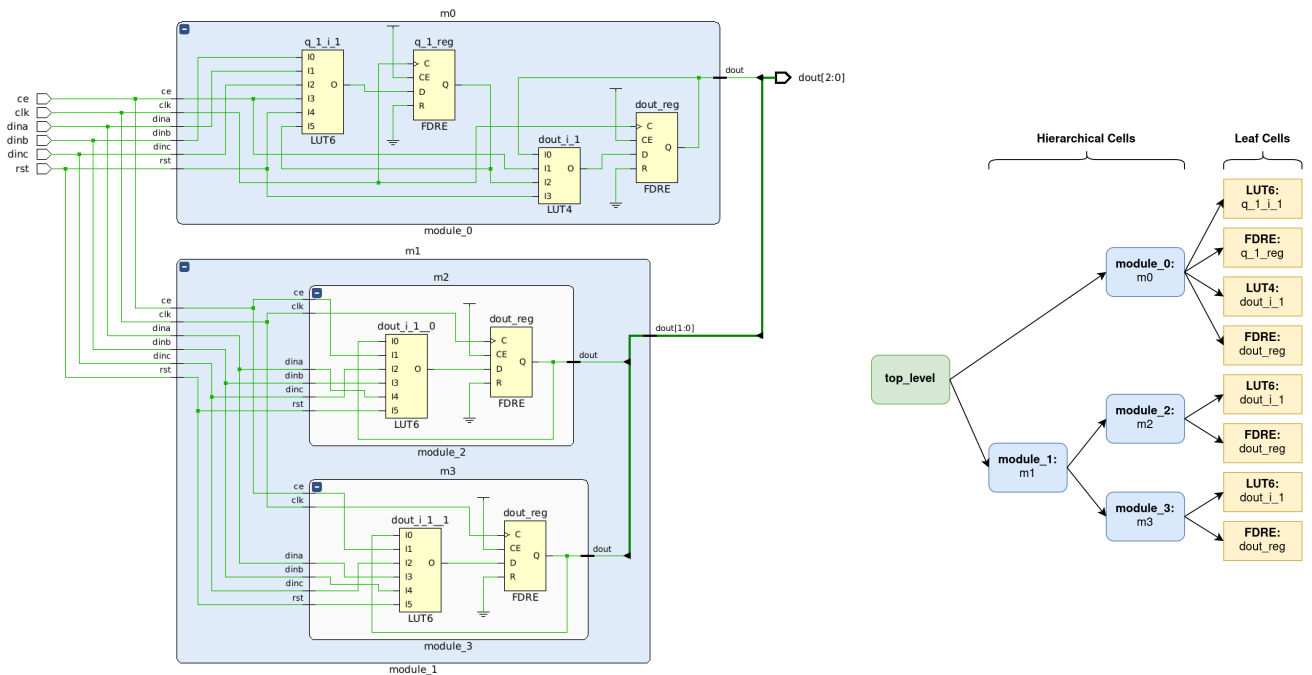 m0
q_1_i_1
I0
I1
I2
I3
I4
I5
O
LUT6
q_1_reg
C
CE
D
R
Q
FDRE
dout_i_1
I0
I1
I2
I3
O
LUT4
dout_reg
C
CE
D
R
Q
FDRE
ce
clk
dina
dinb
dinc
rst
dout
module_0
ce
clk
dina
dinb
dinc
rst
dout[2:0]
m1
ce
clk
dina
dinb
dinc
rst
m2
ce
clk
dina
dinb
dinc
rst
dout_i_1__0
I0
I1
I2
I3
I4
I5
O
LUT6
dout_reg
C
CE
D
R
Q
FDRE
dout
module_2
dout[1:0]
m3
ce
clk
dina
dinb
dinc
rst
dout_i_1__1
I0
I1
I2
I3
I4
I5
O
LUT6
dout_reg
C
CE
D
R
Q
FDRE
dout
module_3
module_1
Hierarchical Cells
Leaf Cells
top_level
module_0:
m0
module_1:
m1
module_2:
m2
module_3:
m3
LUT6:
q_1_i_1
FDRE:
q_1_reg
LUT4:
dout_i_1
FDRE:
dout_reg
LUT6:
dout_i_1
FDRE:
dout_reg
LUT6:
dout_i_1
FDRE:
dout_reg